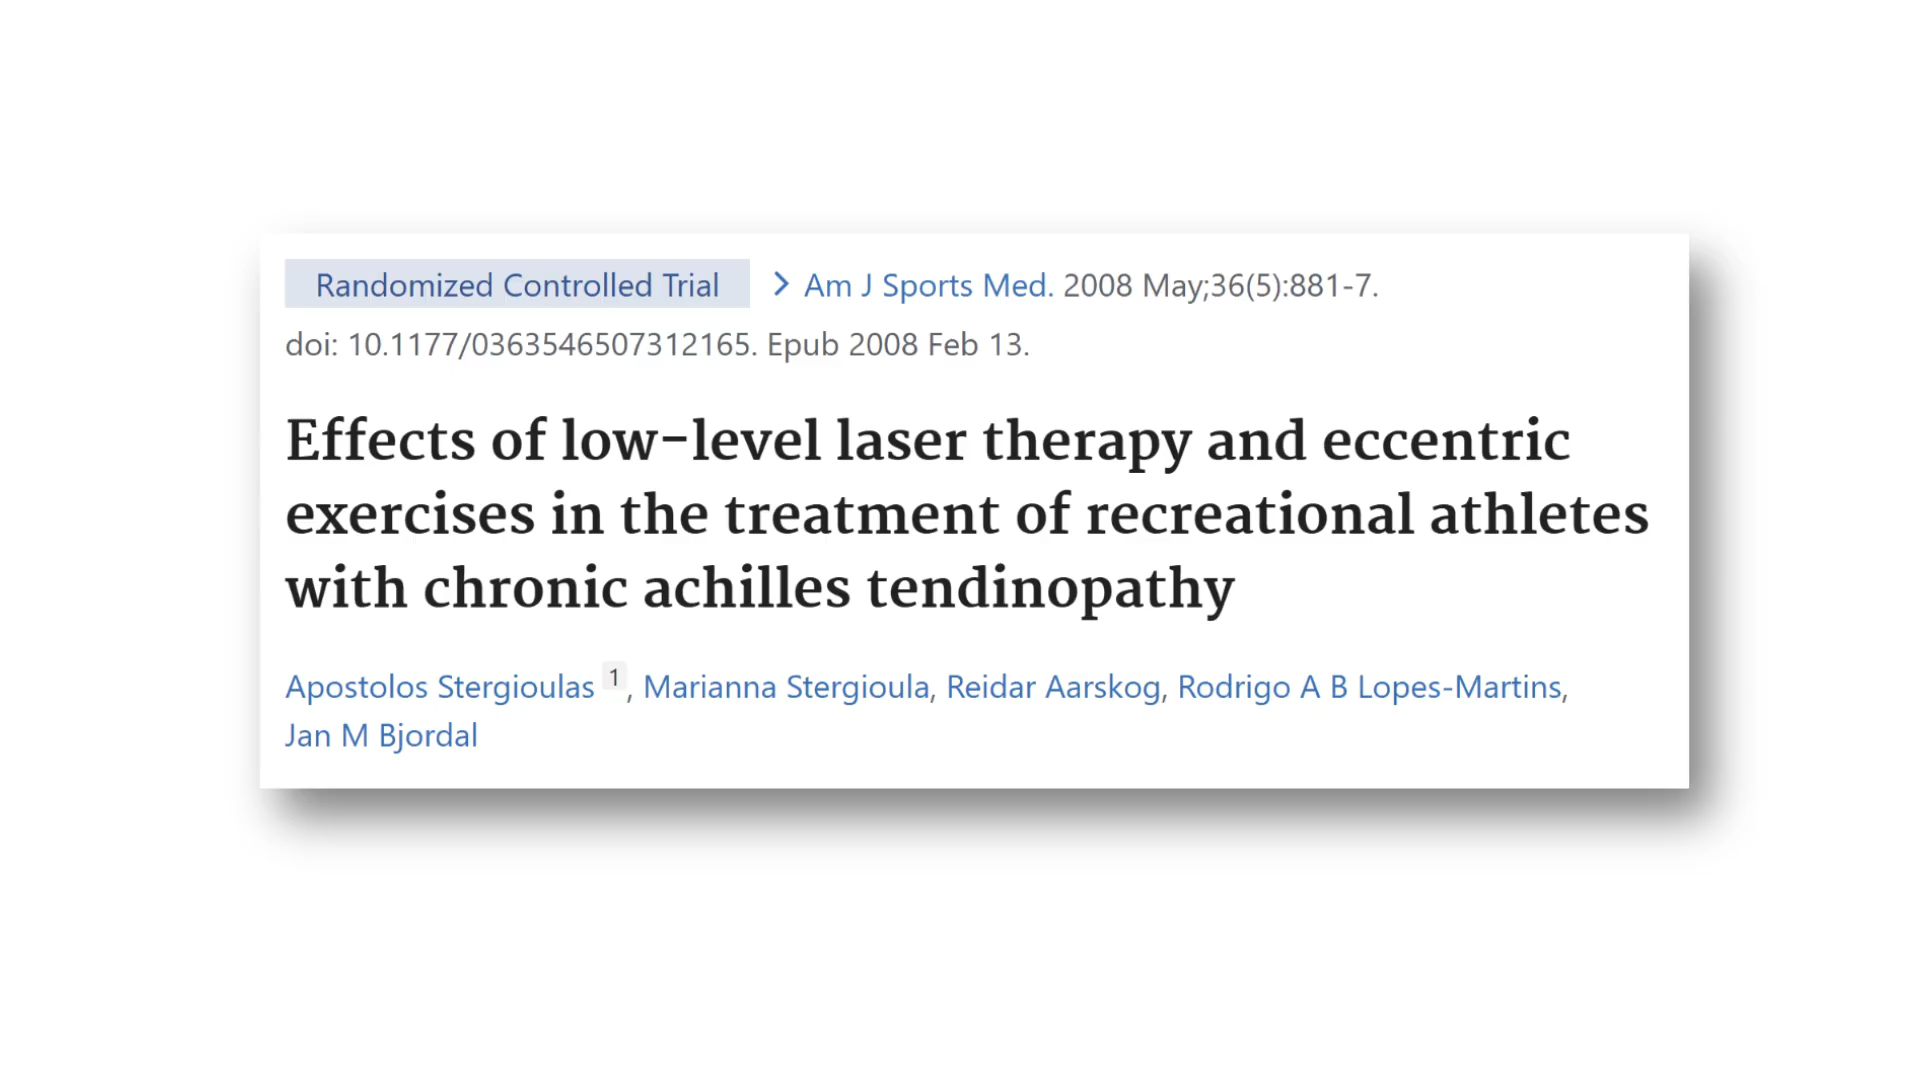 Randomized Controlled Trial > Am J Sports Med. 2008 May;36(5):881-7.
doi: 10.1177/0363546507312165. Epub 2008 Feb 13.
Effects of low-level laser therapy and eccentric
exercises in the treatment of recreational athletes
with chronic achilles tendinopathy
Apostolos Stergioulas 1, Marianna Stergioula, Reidar Aarskog, Rodrigo A B Lopes-Martins,
Jan M Bjordal